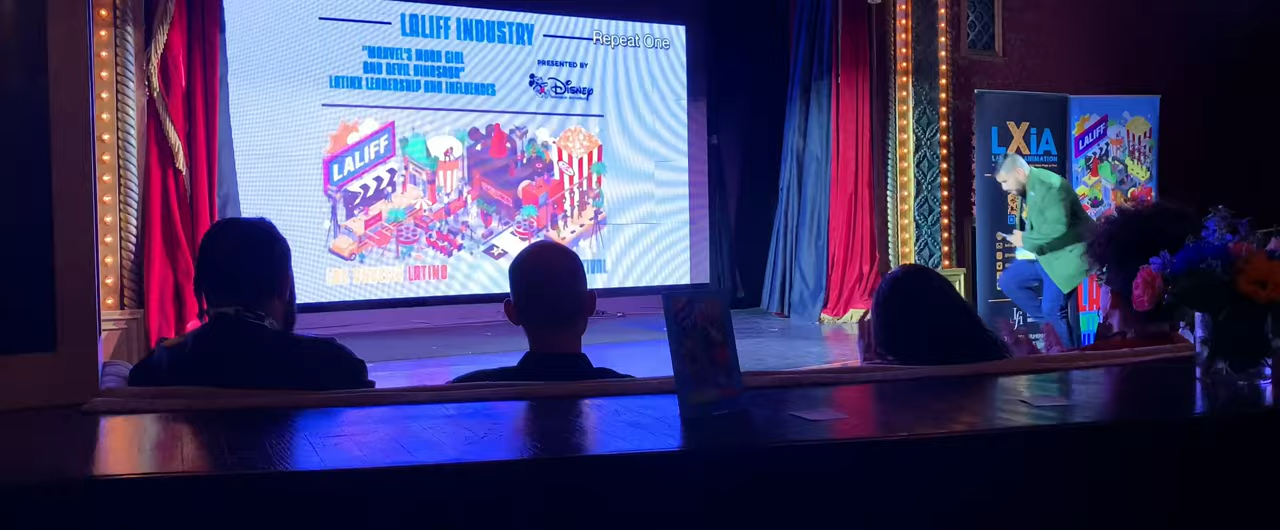 LALIFF INDUSTRY
Repeat One
"MARVEL'S MOON GIRL
AND DEVIL DINOSAUR"
LATINX LEADERSHIP AND INFLUENCES
PRESENTED BY
Disney
LALIFF
LATINO
LXiA
LALIFF